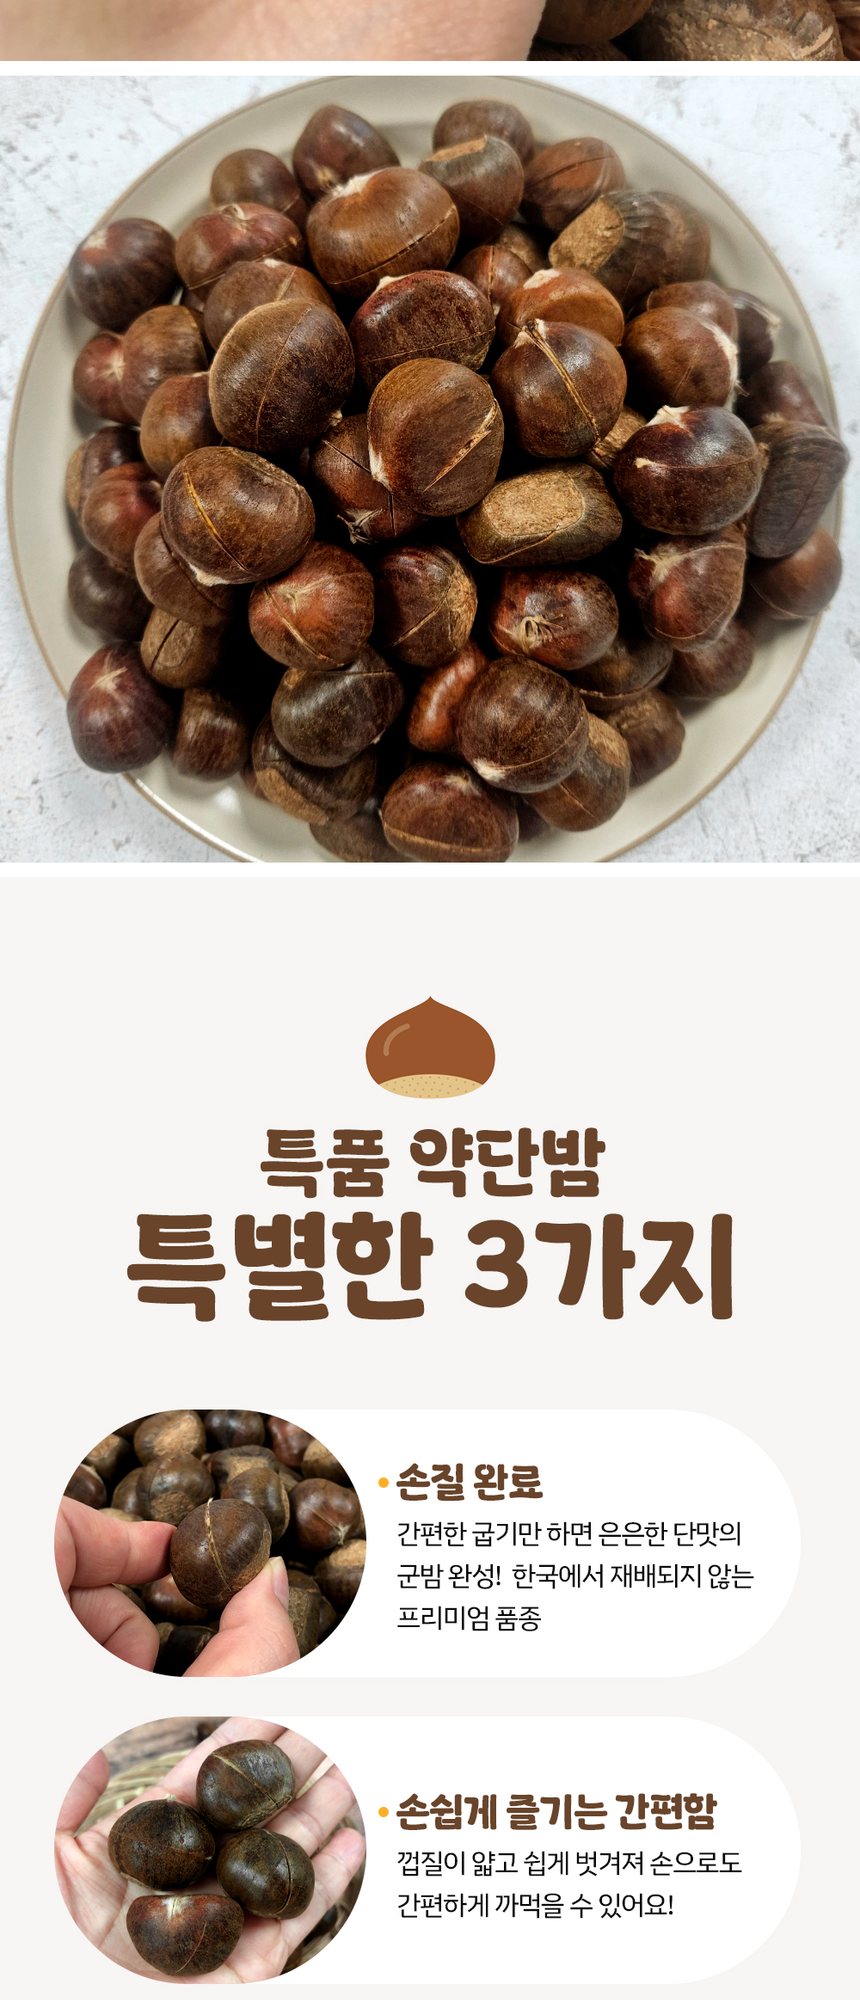 특품 약단밤
특별한 3가지
손질 완료
간편한 굽기만 하면 은은한 단맛의
군밤 완성! 한국에서 재배되지 않는
프리미엄 품종
손쉽게 즐기는 간편함
껍질이 얇고 쉽게 벗겨져 손으로도
간편하게 까먹을 수 있어요!